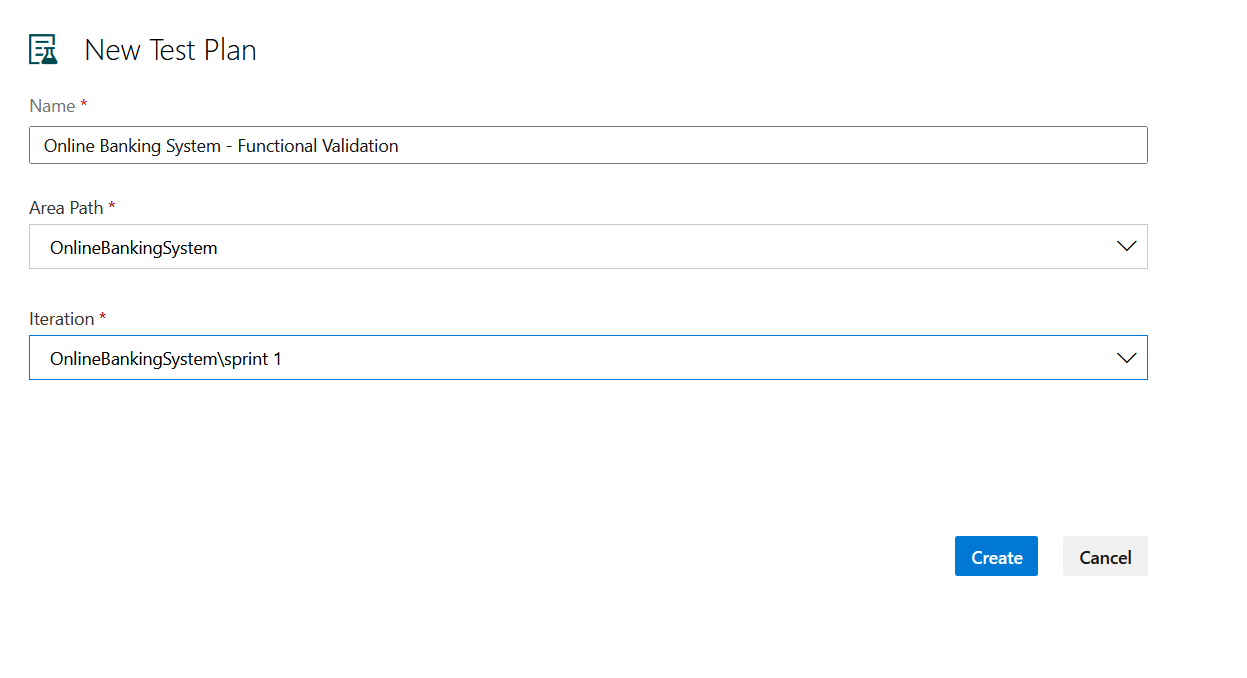 New Test Plan
Name *
Online Banking System - Functional Validation
Area Path *
OnlineBankingSystem
Iteration *
OnlineBankingSystem\sprint 1
Create Cancel